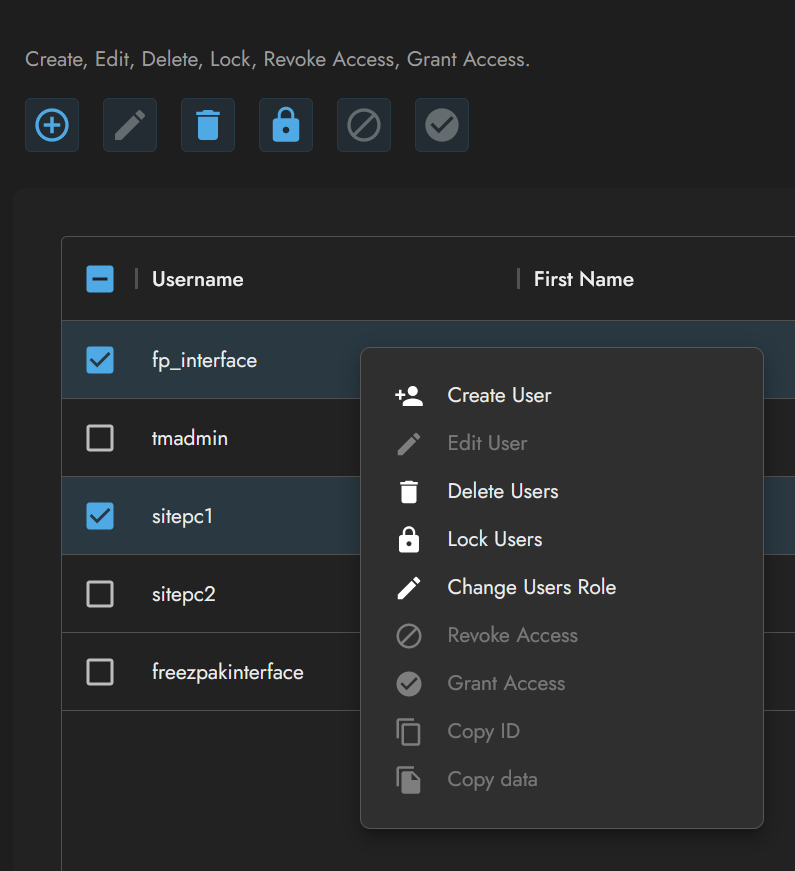 Create, Edit, Delete, Lock, Revoke Access, Grant Access.
Username First Name
fp_interface
tmadmin
sitepc1
sitepc2
freezpakinterface
Create User
Edit User
Delete Users
Lock Users
Change Users Role
Revoke Access
Grant Access
Copy ID
Copy data